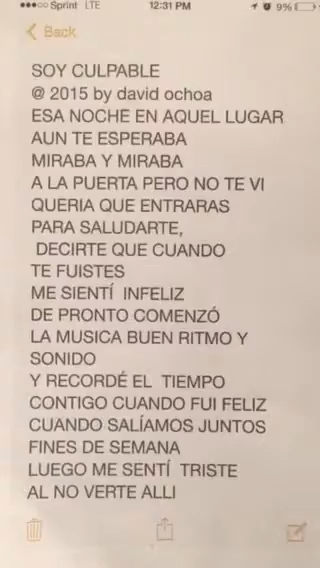 Sprint LTE 12:31 PM 9%
Back
SOY CULPABLE
@ 2015 by david ochoa
ESA NOCHE EN AQUEL LUGAR
AUN TE ESPERABA
MIRABA Y MIRABA
A LA PUERTA PERO NO TE VI
QUERIA QUE ENTRARAS
PARA SALUDARTE,
DECIRTE QUE CUANDO
TE FUISTES
ME SIENTÍ INFELIZ
DE PRONTO COMENZÓ
LA MUSICA BUEN RITMO Y
SONIDO
Y RECORDÉ EL TIEMPO
CONTIGO CUANDO FUI FELIZ
CUANDO SALÍAMOS JUNTOS
FINES DE SEMANA
LUEGO ME SENTÍ TRISTE
AL NO VERTE ALLI